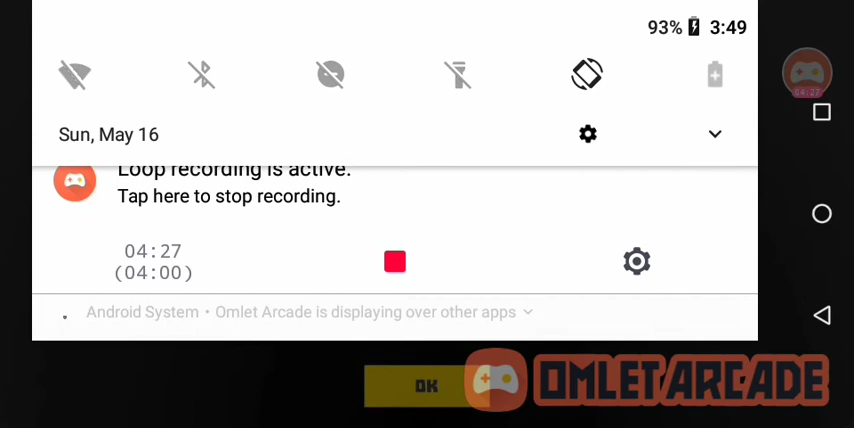 93% 3:49
04:27
Sun, May 16
Loop recording is active.
Tap here to stop recording.
04:27
(04:00)
Android System • Omlet Arcade is displaying over other apps
OK
OMLET ARCADE